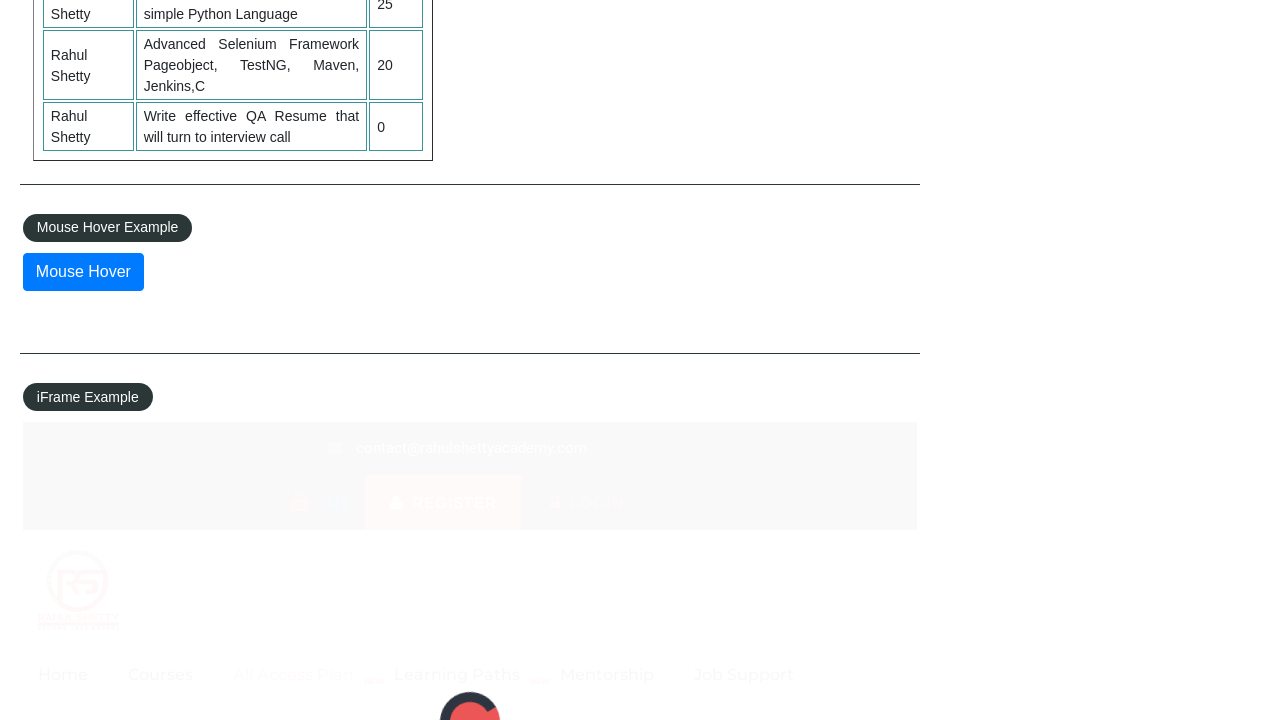 Shetty simple Python Language 25
Rahul Shetty Advanced Selenium Framework Pageobject, TestNG, Maven, Jenkins,C 20
Rahul Shetty Write effective QA Resume that will turn to interview call 0
Mouse Hover Example
Mouse Hover
iFrame Example
contact@rahulshettyacademy.com
REGISTER
Home Courses All Access Plan Learning Paths Mentorship Job Support